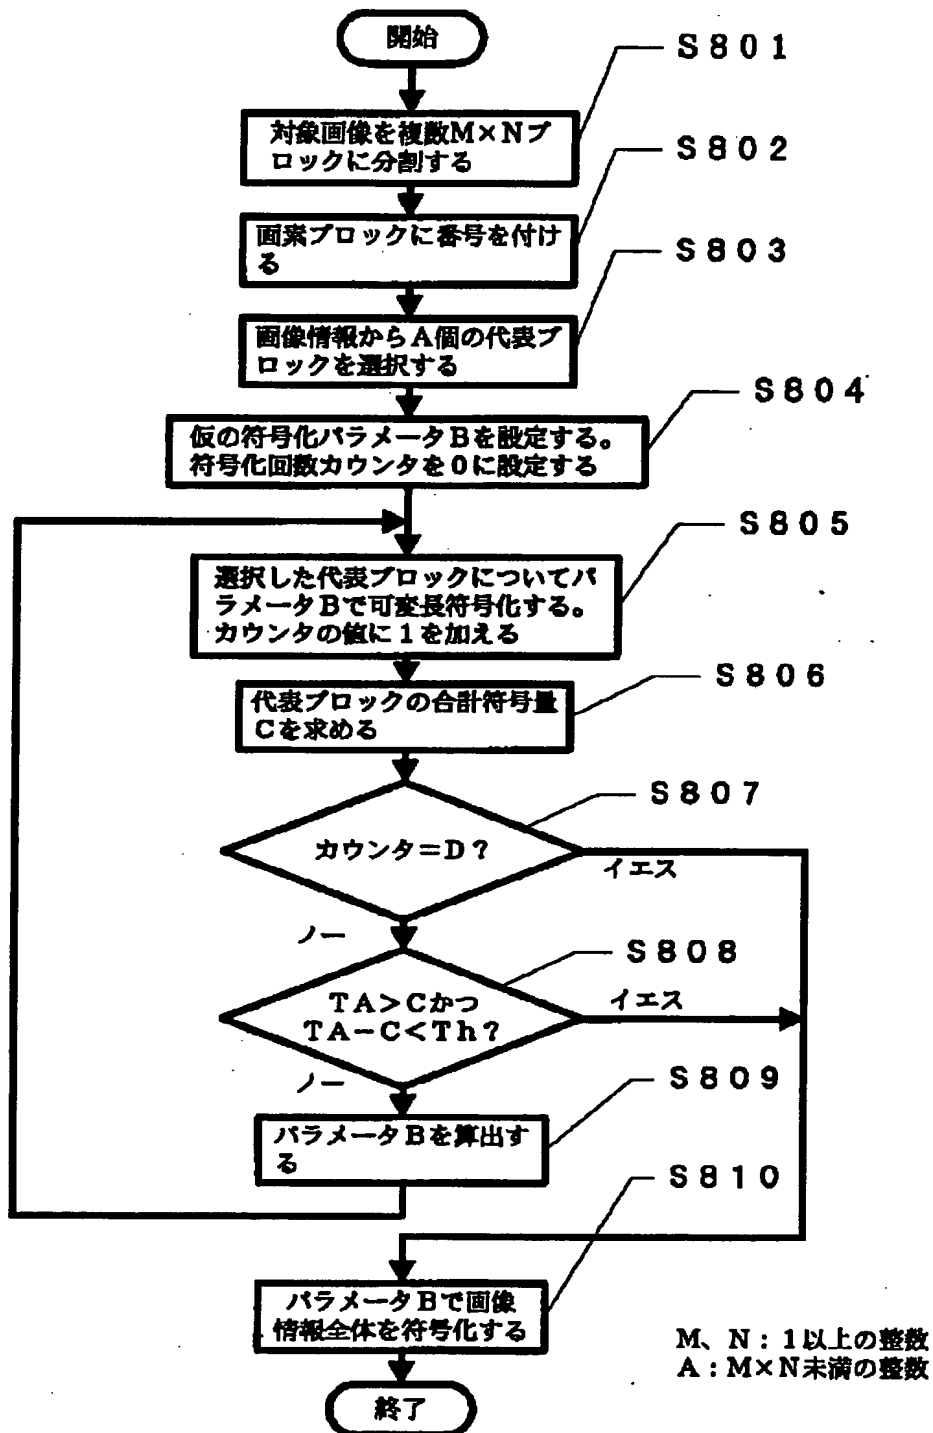 開始
S801
対象画像を複数M×Nブ
ロックに分割する
S802
画素ブロックに番号を付け
る
S803
画像情報からA個の代表ブ
ロックを選択する
S804
仮の符号化パラメータBを設定する。
符号化回数カウンタを0に設定する
S805
選択した代表ブロックについてパ
ラメータBで可変長符号化する。
カウンタの値に1を加える
S806
代表ブロックの合計符号量
Cを求める
S807
カウンタ=D?
イエス
ノー
S808
TA>Cかつ
TA-C<Th?
イエス
ノー
S809
パラメータBを算出す
る
S810
パラメータBで画像
情報全体を符号化する
M、N:1以上の整数
A:M×N未満の整数
終了